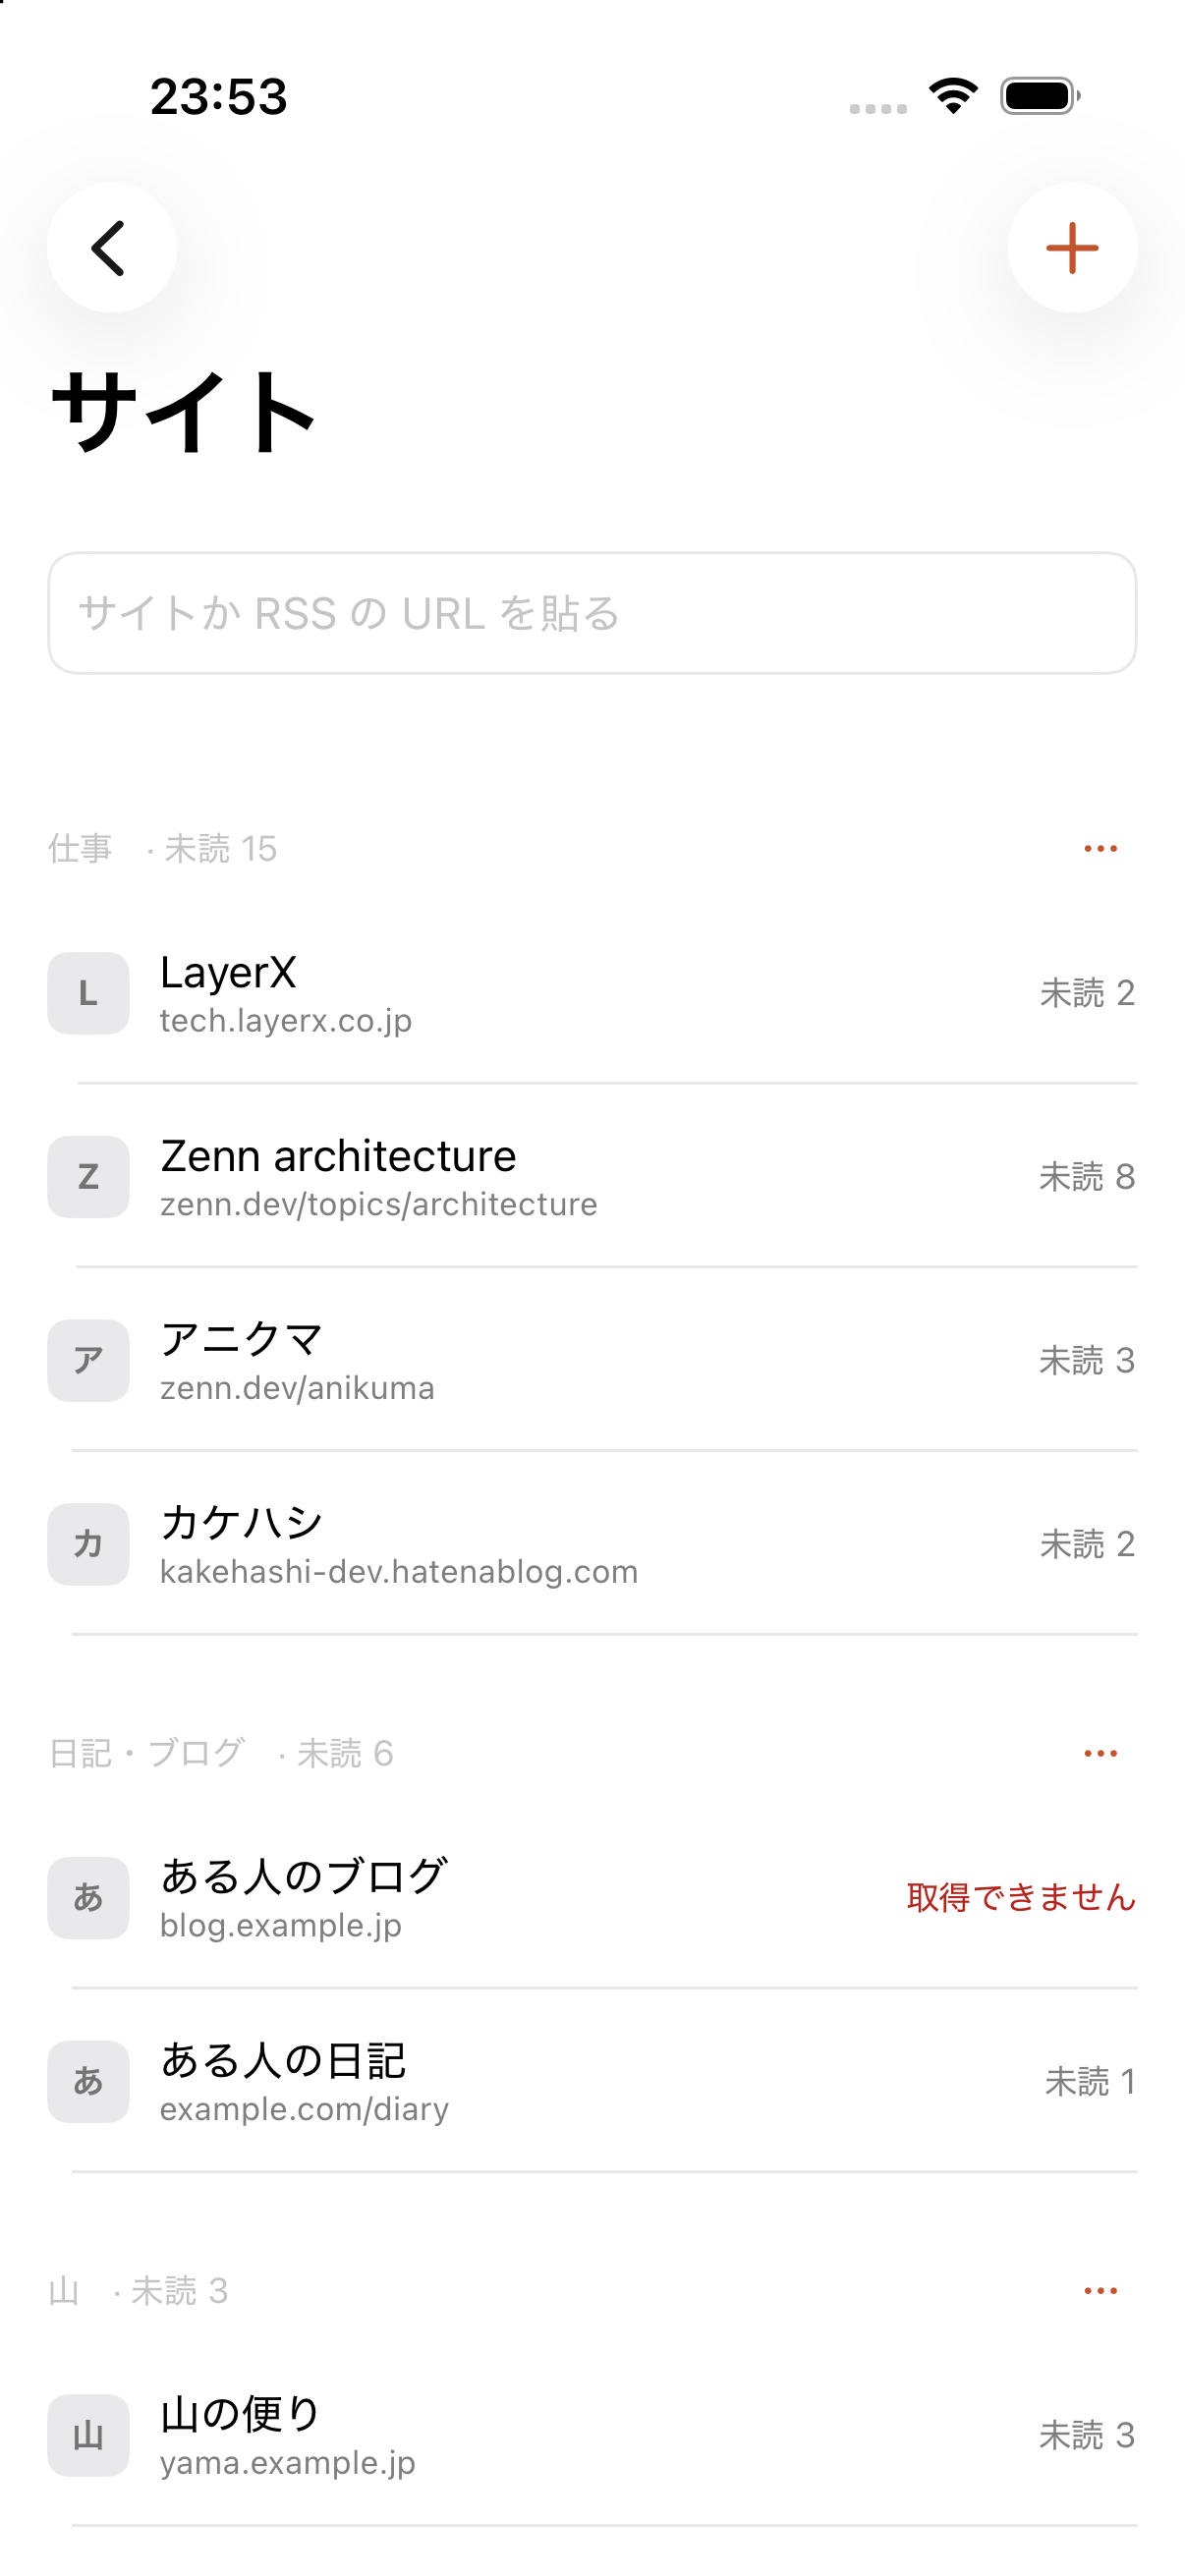 23:53
サイト
サイトか RSS の URL を貼る
仕事 · 未読 15
L
LayerX
tech.layerx.co.jp
未読 2
Z
Zenn architecture
zenn.dev/topics/architecture
未読 8
ア
アニクマ
zenn.dev/anikuma
未読 3
カ
カケハシ
kakehashi-dev.hatenablog.com
未読 2
日記・ブログ · 未読 6
あ
ある人のブログ
blog.example.jp
取得できません
あ
ある人の日記
example.com/diary
未読 1
山 · 未読 3
山
山の便り
yama.example.jp
未読 3